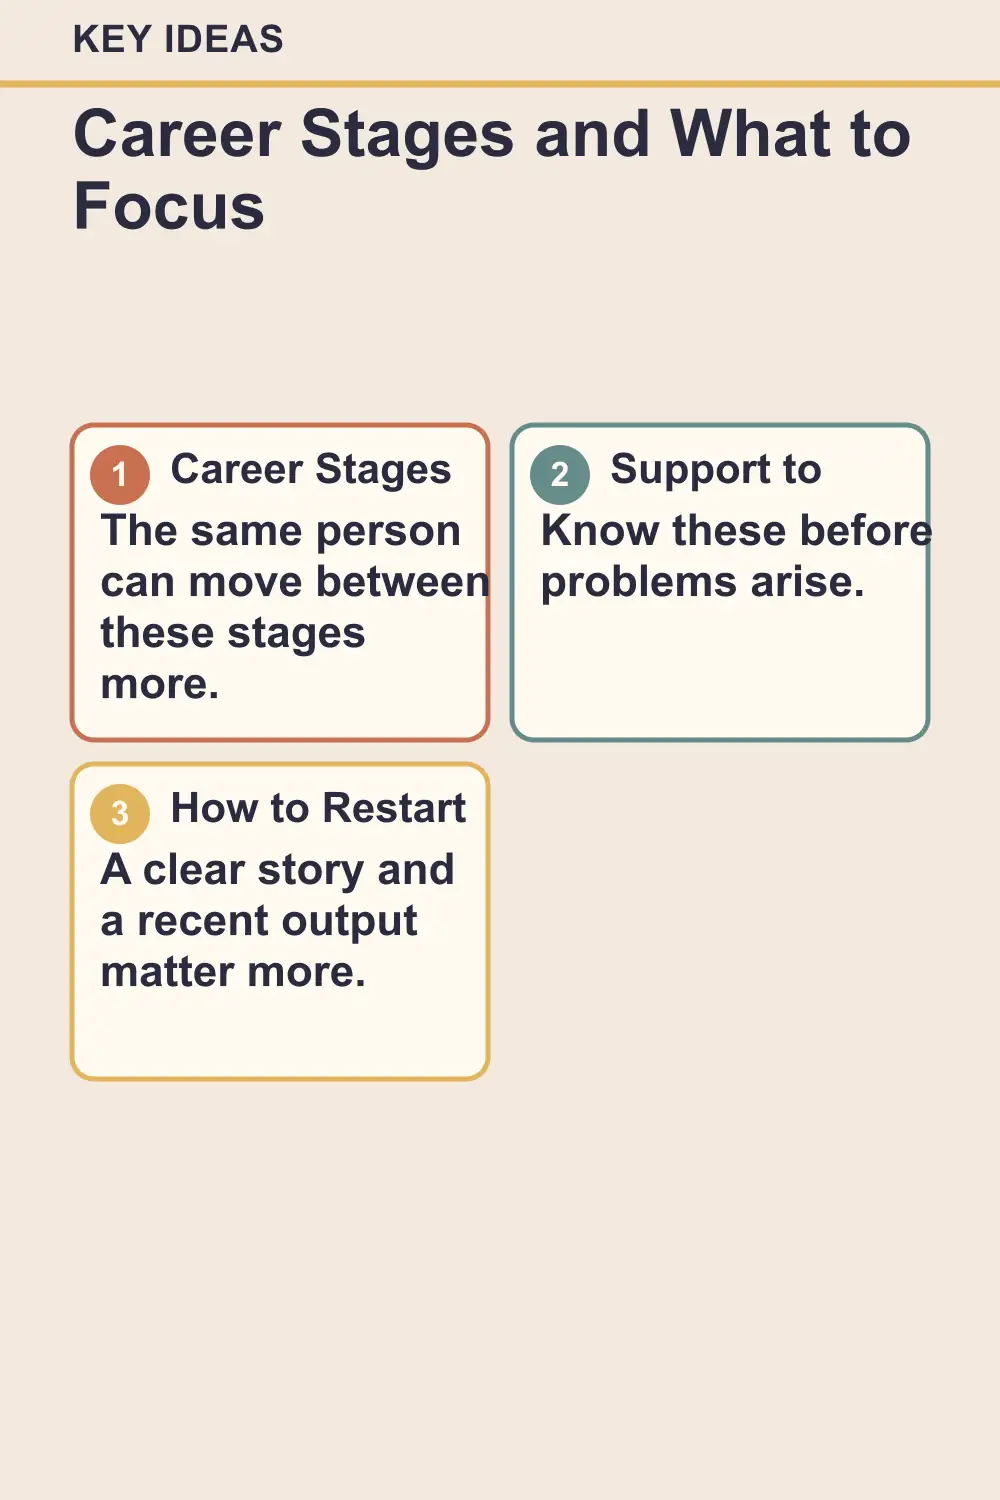 KEY IDEAS
Career Stages and What to
Focus
1
Career Stages
The same person
can move between
these stages
more.
2
Support to
Know these before
problems arise.
3
How to Restart
A clear story and
a recent output
matter more.